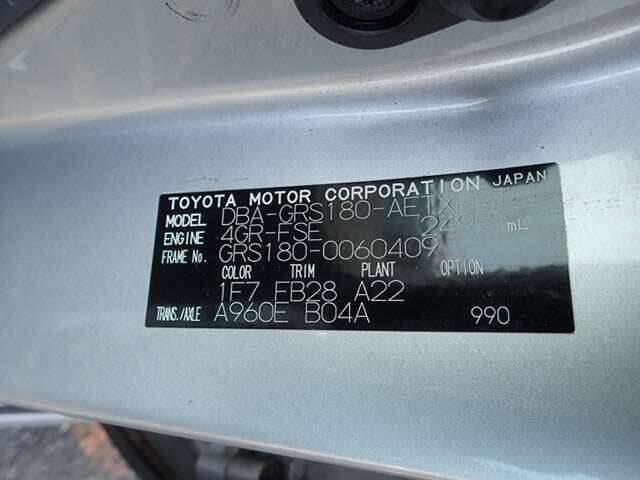 TOYOTA MOTOR CORPORATION JAPAN
MODEL DBA-GRS180-AETX
ENGINE 4GR-FSE mL
FRAME No. GRS180-0060409
COLOR TRIM PLANT OPTION
1F7 FB28 A22
TRANS./AXLE A960E B04A 990